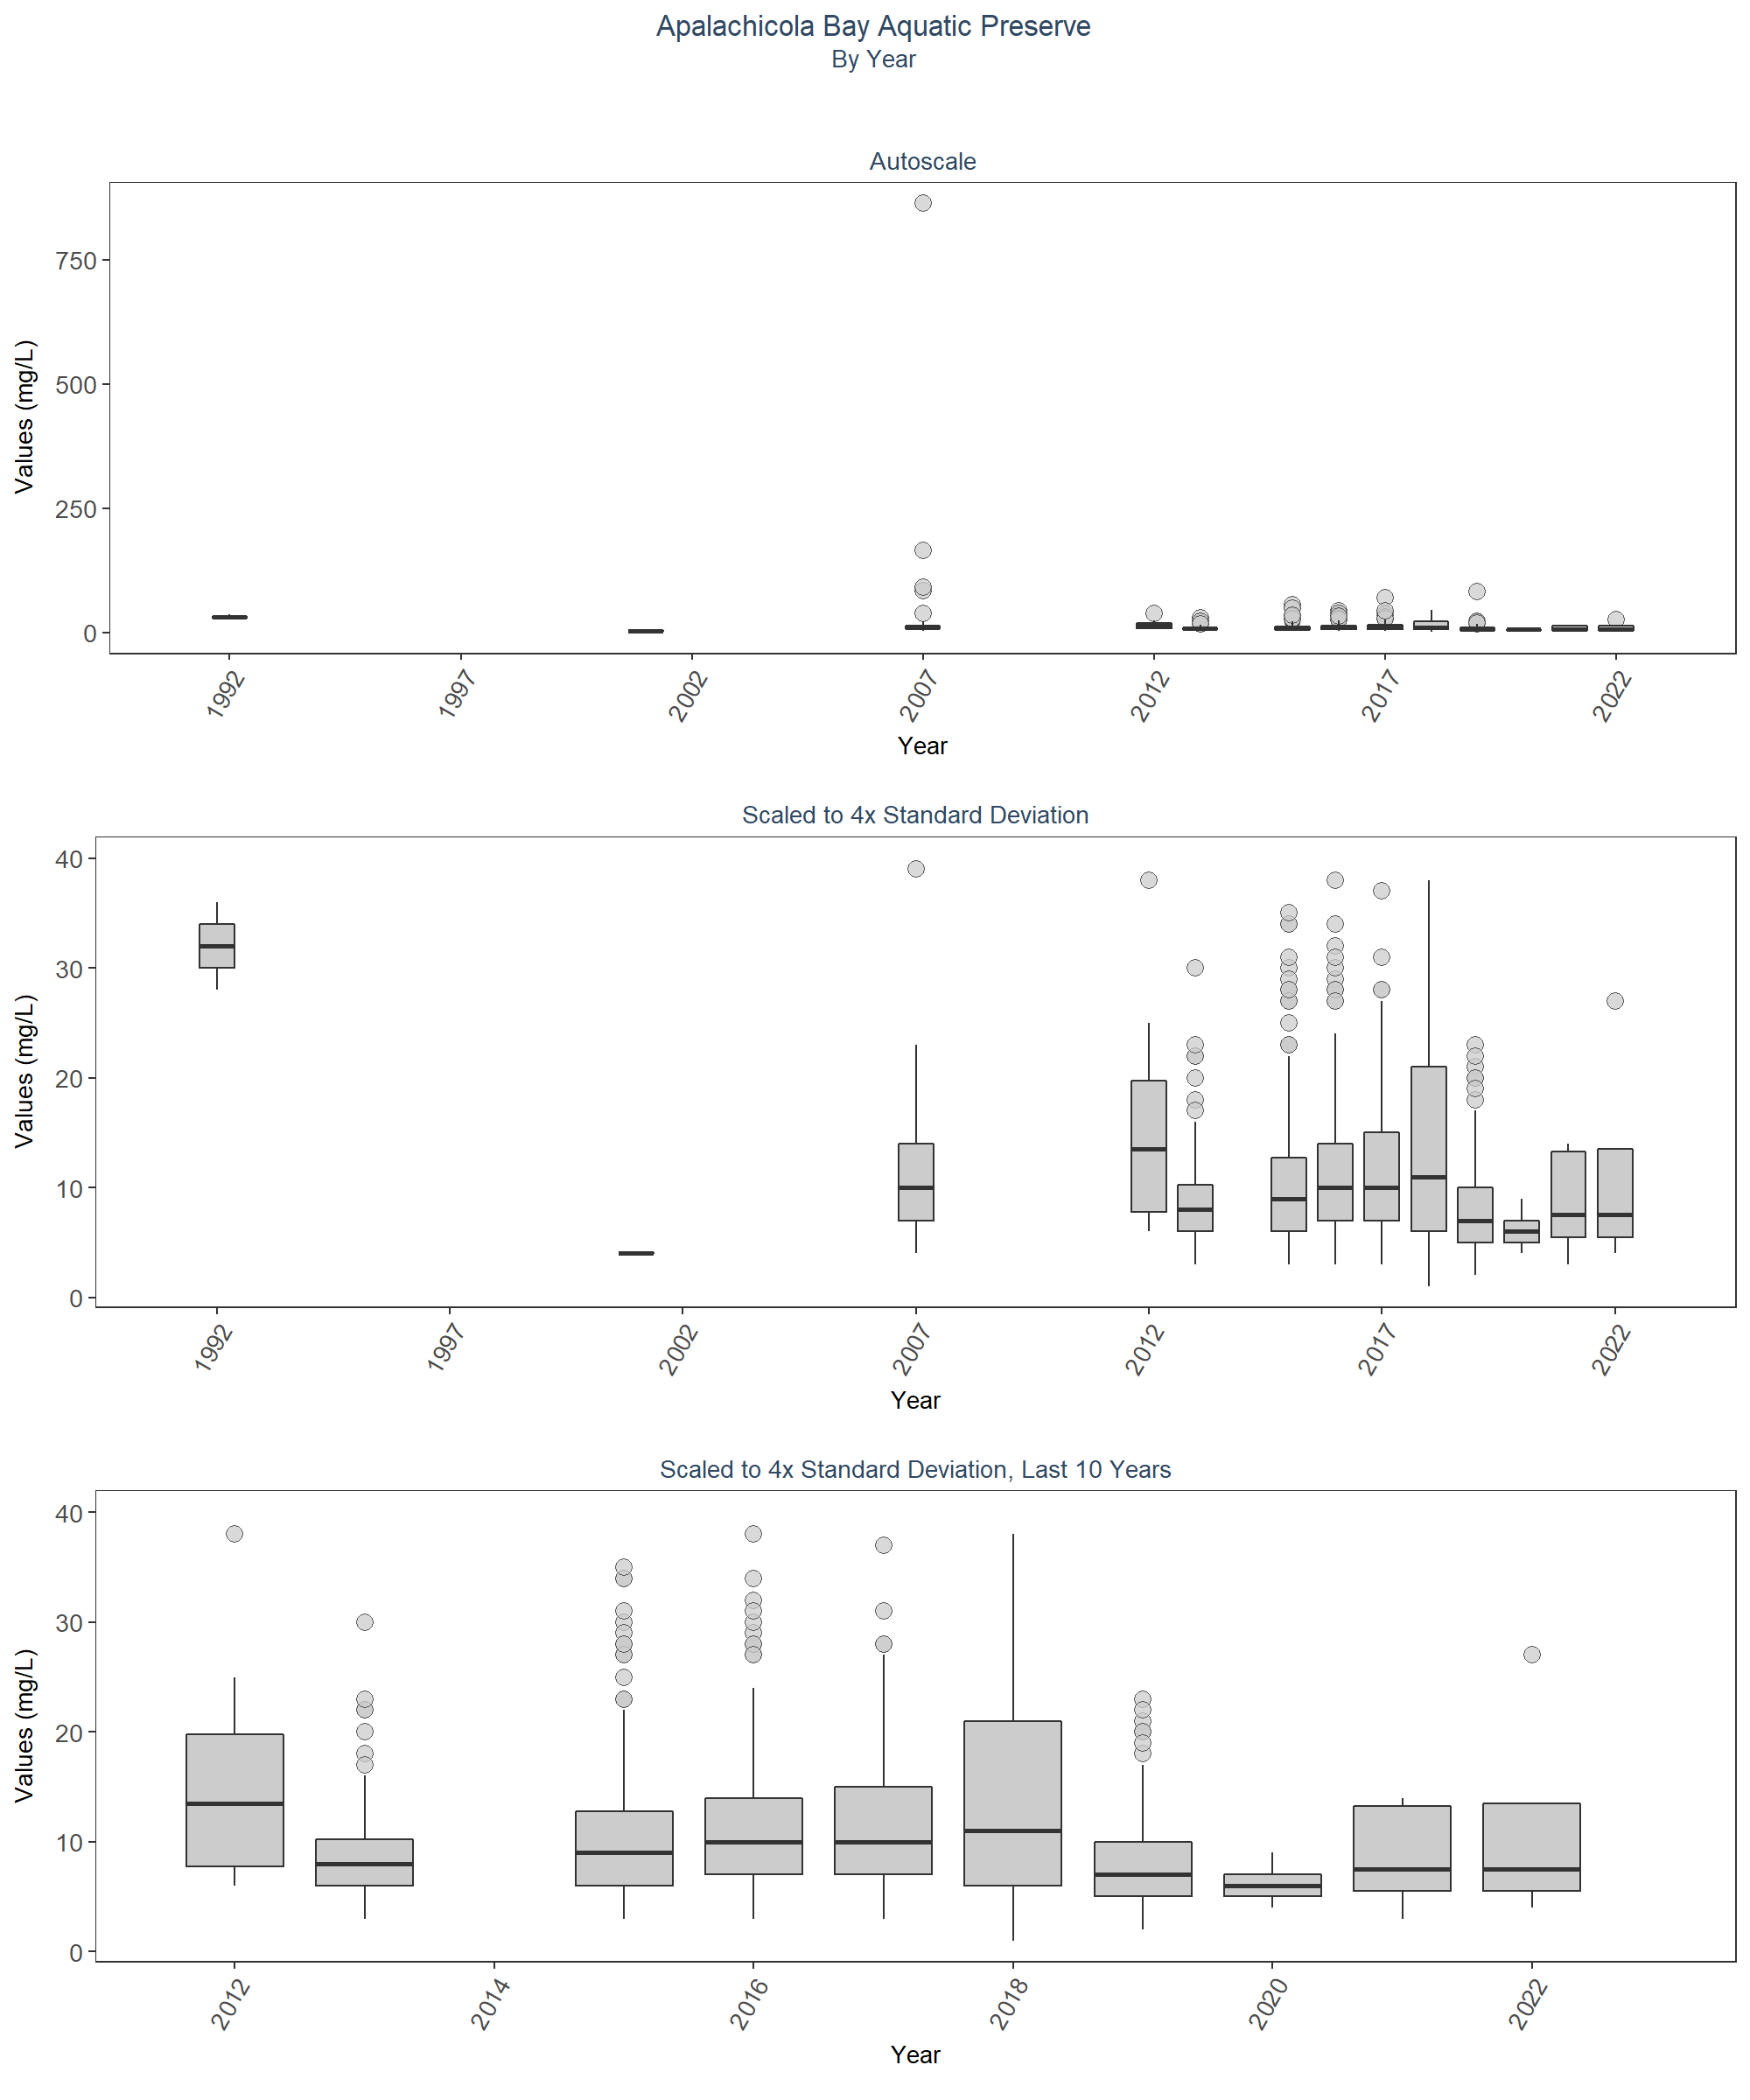 Apalachicola Bay Aquatic Preserve
By Year
Autoscale
Values (mg/L)
750
500
250
0
1992 1997 2002 2007 2012 2017 2022
Year
Scaled to 4x Standard Deviation
Values (mg/L)
40
30
20
10
0
1992 1997 2002 2007 2012 2017 2022
Year
Scaled to 4x Standard Deviation, Last 10 Years
Values (mg/L)
40
30
20
10
0
2012 2014 2016 2018 2020 2022
Year